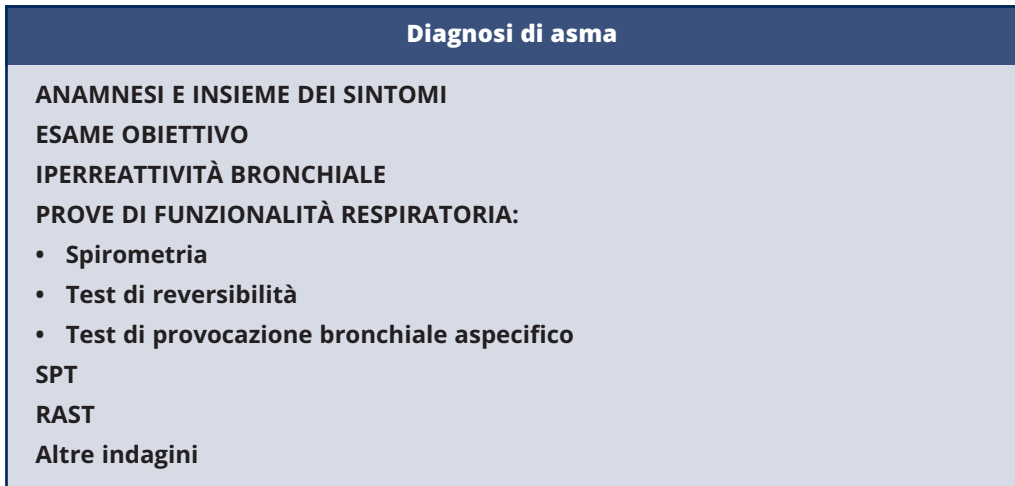 Diagnosi di asma
ANAMNESI E INSIEME DEI SINTOMI
ESAME OBIETTIVO
IPERREATTIVITÀ BRONCHIALE
PROVE DI FUNZIONALITÀ RESPIRATORIA:
• Spirometria
• Test di reversibilità
• Test di provocazione bronchiale aspecifico
SPT
RAST
Altre indagini